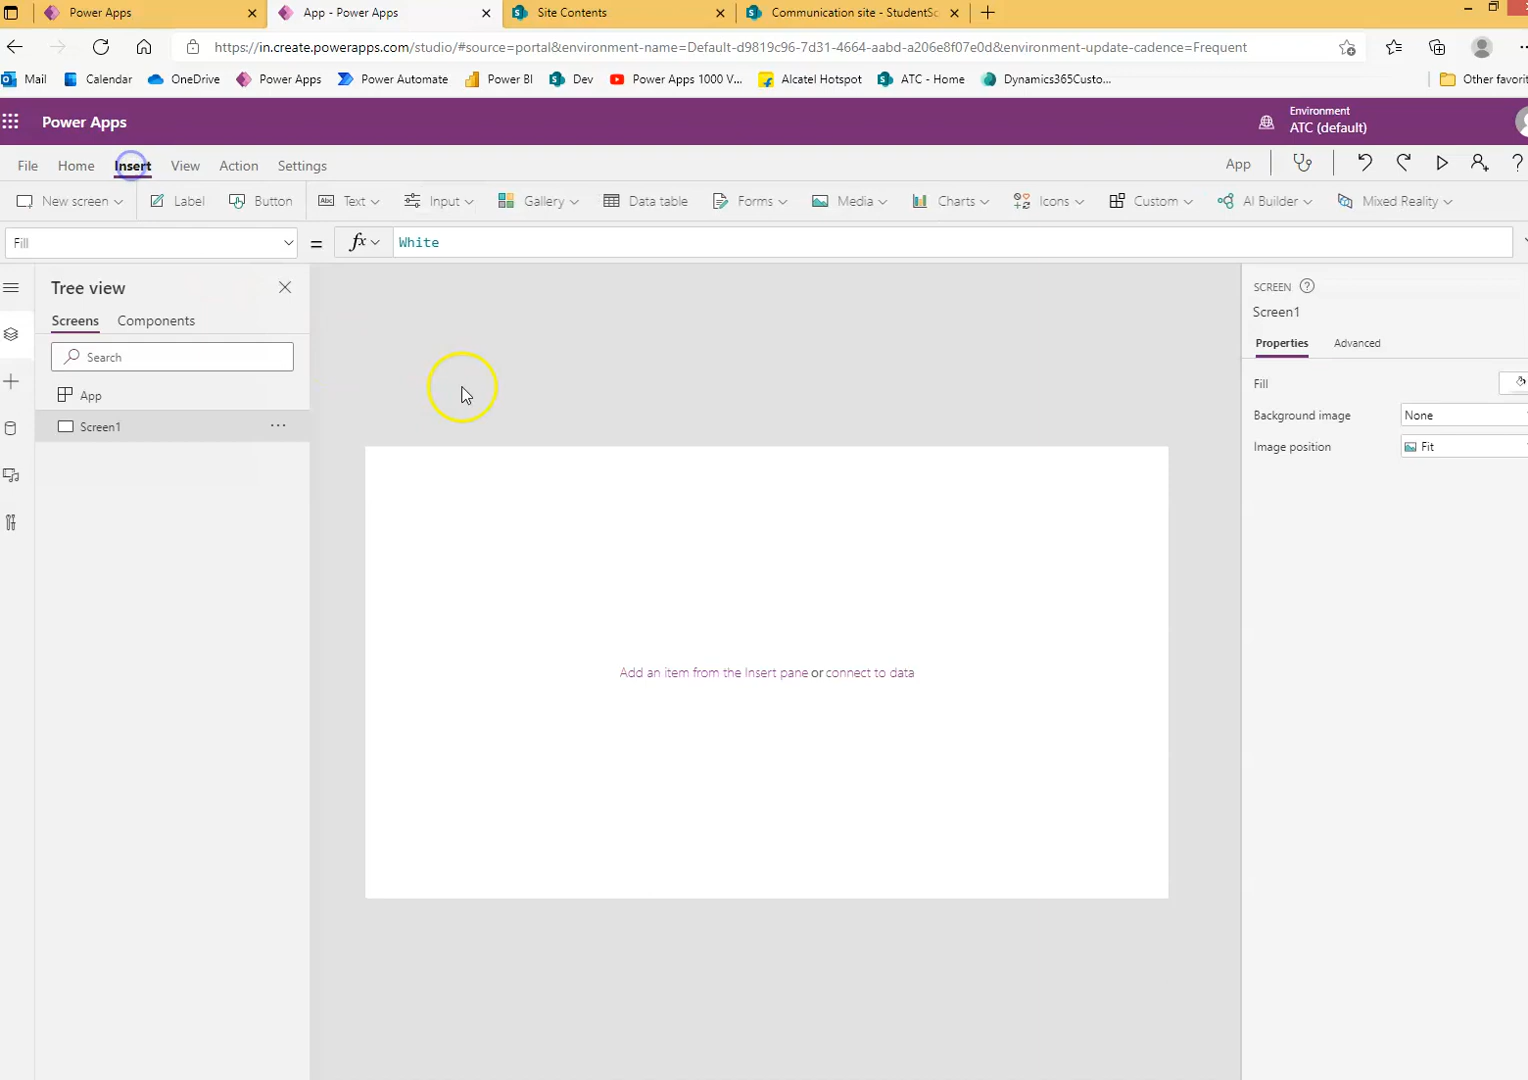 Power Apps
App - Power Apps
Site Contents
Communication site - StudentSc
https://in.create.powerapps.com/studio/#source=portal&environment-name=Default-d9819c96-7d31-4664-aabd-a206e8f07e0d&environment-update-cadence=Frequent
Mail Calendar OneDrive Power Apps Power Automate Power BI Dev Power Apps 1000 V... Alcatel Hotspot ATC - Home Dynamics365Custo... Other favorit
Power Apps
Environment
ATC (default)
File Home Insert View Action Settings App ?
New screen Label Button Abc Text Input Gallery Data table Forms Media Charts Icons Custom AI Builder Mixed Reality
Fill = fx White
Tree view
Screens Components
Search
App
Screen1 ...
Add an item from the Insert pane or connect to data
SCREEN ?
Screen1
Properties Advanced
Fill
Background image None
Image position Fit